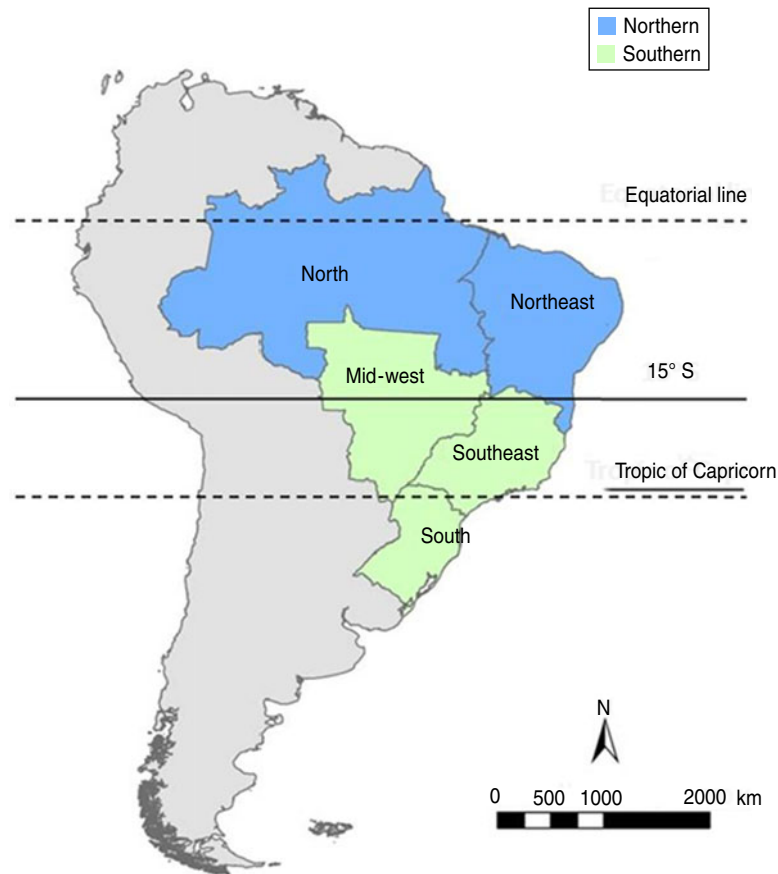 Northern
Southern
Equatorial line
North
Northeast
15° S
Mid-west
Southeast
Tropic of Capricorn
South
N
0 500 1000 2000 km